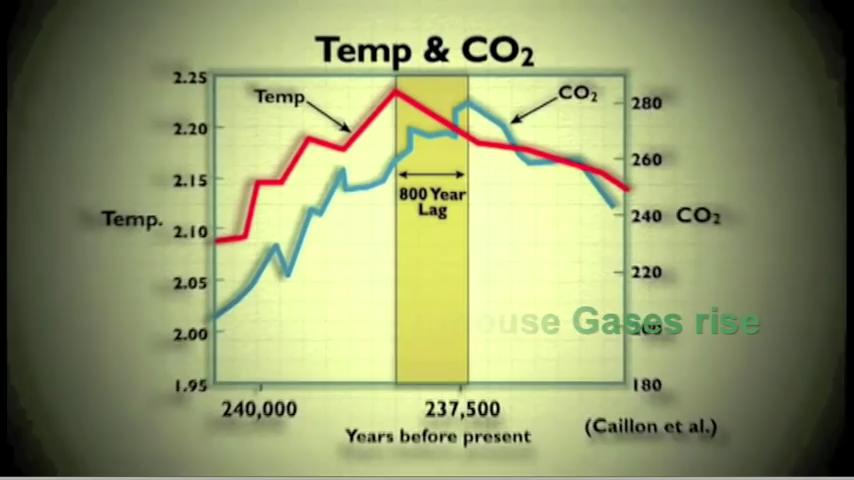 Temp & CO₂
2.25
2.20
2.15
2.10
2.05
2.00
1.95
Temp.
Temp
CO₂
800 Year
Lag
280
260
240
220
180
CO₂
Gases rise
240,000
237,500
Years before present
(Caillon et al.)